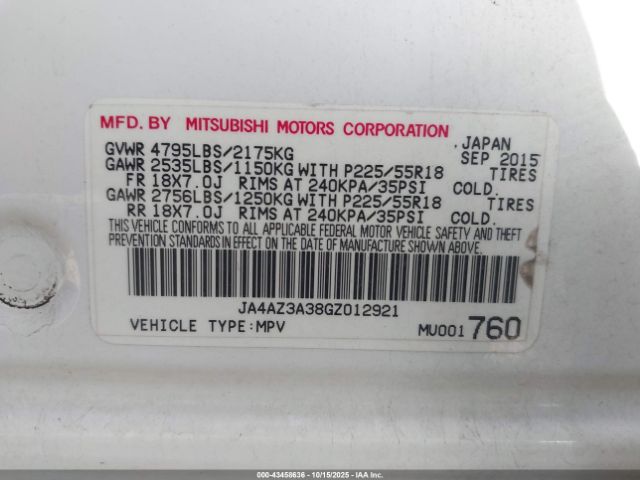 MFD. BY MITSUBISHI MOTORS CORPORATION
GVWR 4795LBS/2175KG JAPAN SEP 2015
GAWR 2535LBS/1150KG WITH P225/55R18 TIRES
FR 18X7.0J RIMS AT 240KPA/35PSI COLD.
GAWR 2756LBS/1250KG WITH P225/55R18 TIRES
RR 18X7.0J RIMS AT 240KPA/35PSI COLD.
THIS VEHICLE CONFORMS TO ALL APPLICABLE FEDERAL MOTOR VEHICLE SAFETY AND THEFT
PREVENTION STANDARDS IN EFFECT ON THE DATE OF MANUFACTURE SHOWN ABOVE.
JA4AZ3A38GZ012921
VEHICLE TYPE:MPV MU001760
000-43458636 - 10/15/2025 - IAA Inc.